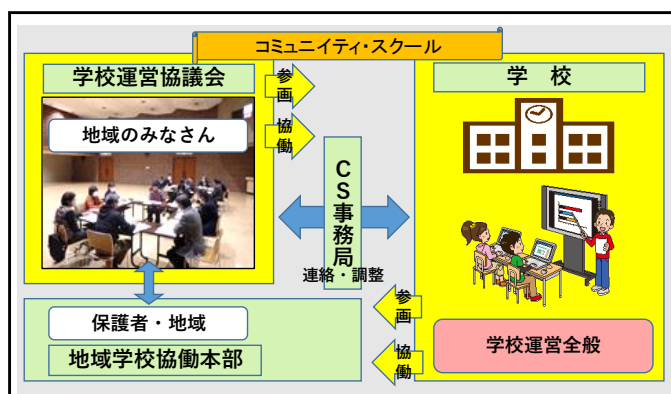 コミュニイティ・スクール
学校運営協議会
地域のみなさん
参画
協働
学　校
CS事務局
連絡・調整
参画
協働
保護者・地域
地域学校協働本部
学校運営全般